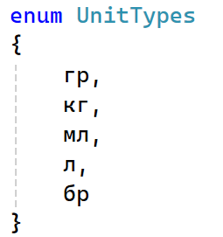 enum UnitTypes
{
гр,
кг,
мл,
л,
бр
}